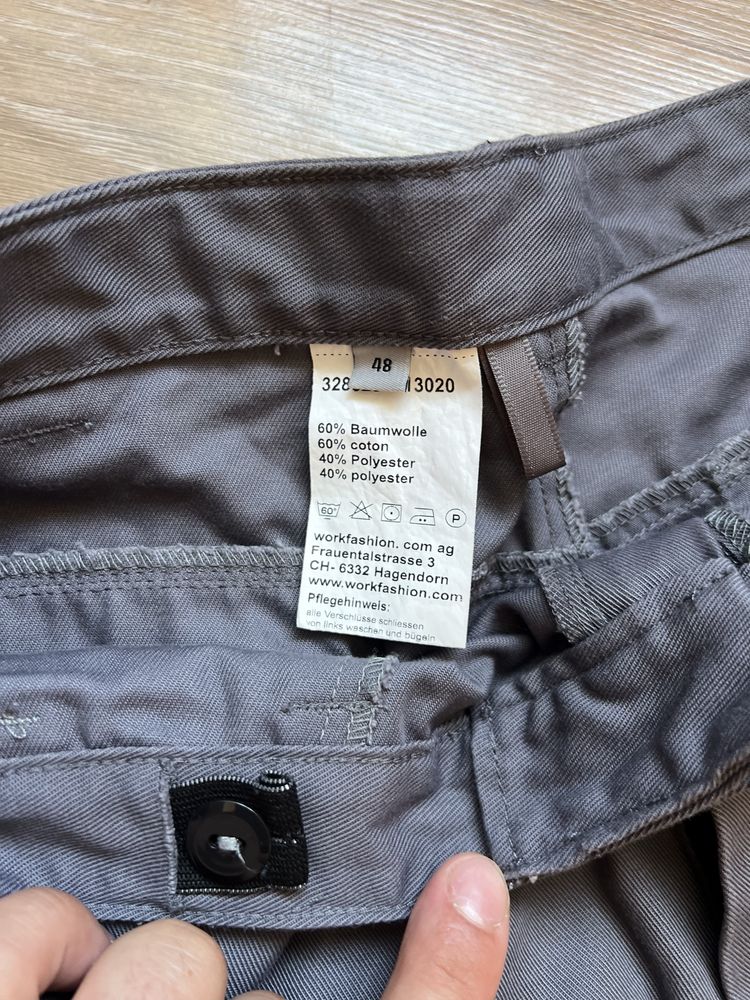 48
3020
60% Baumwolle
60% coton
40% Polyester
40% polyester
60°
P
workfashion. com ag
Frauentalstrasse 3
CH- 6332 Hagendorn
www.workfashion.com
Pflegehinweis:
alle Verschlüsse schliessen
von links waschen und bügeln